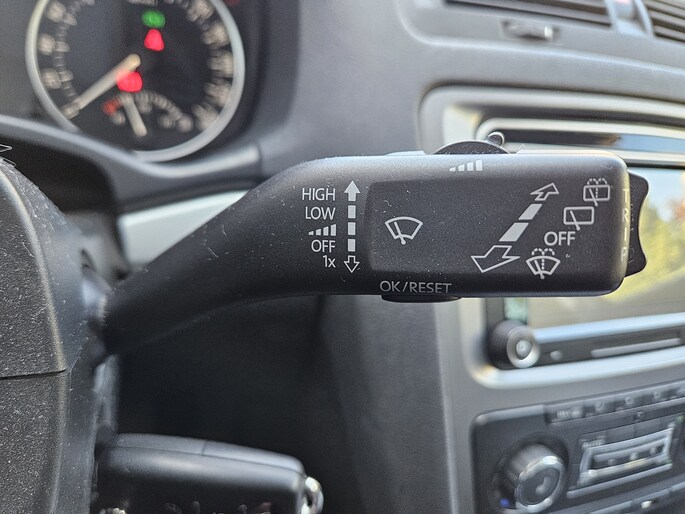 HIGH
LOW
OFF
1x
OFF
OK/RESET